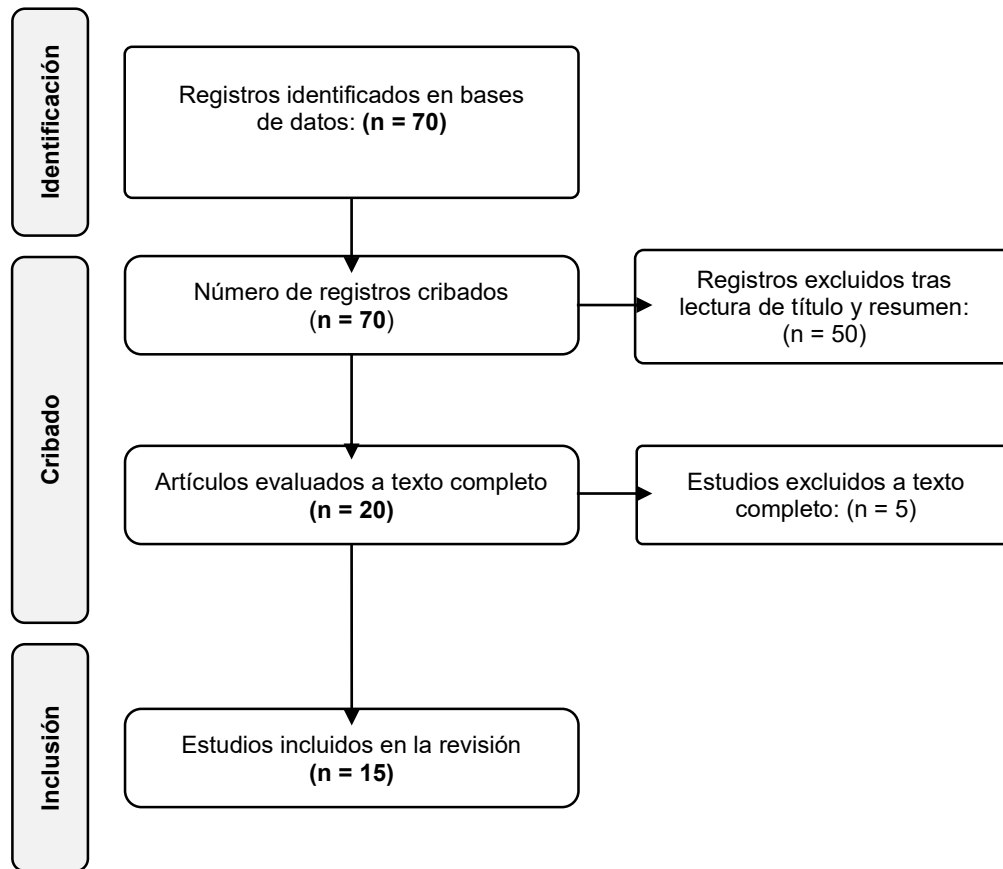 Identificación
Registros identificados en bases
de datos: (n = 70)
Cribado
Número de registros cribados
(n = 70)
Registros excluidos tras
lectura de título y resumen:
(n = 50)
Artículos evaluados a texto completo
(n = 20)
Estudios excluidos a texto
completo: (n = 5)
Inclusión
Estudios incluidos en la revisión
(n = 15)